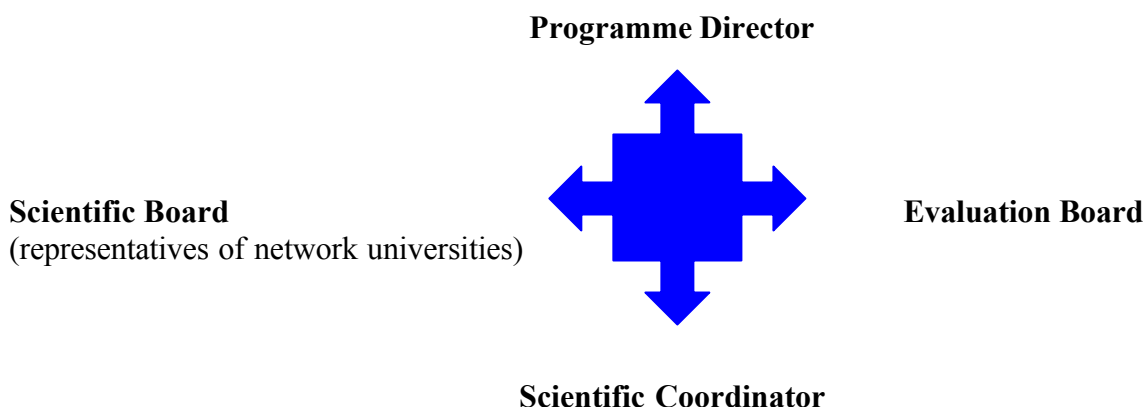 Programme Director
Scientific Board
(representatives of network universities)
Evaluation Board
Scientific Coordinator